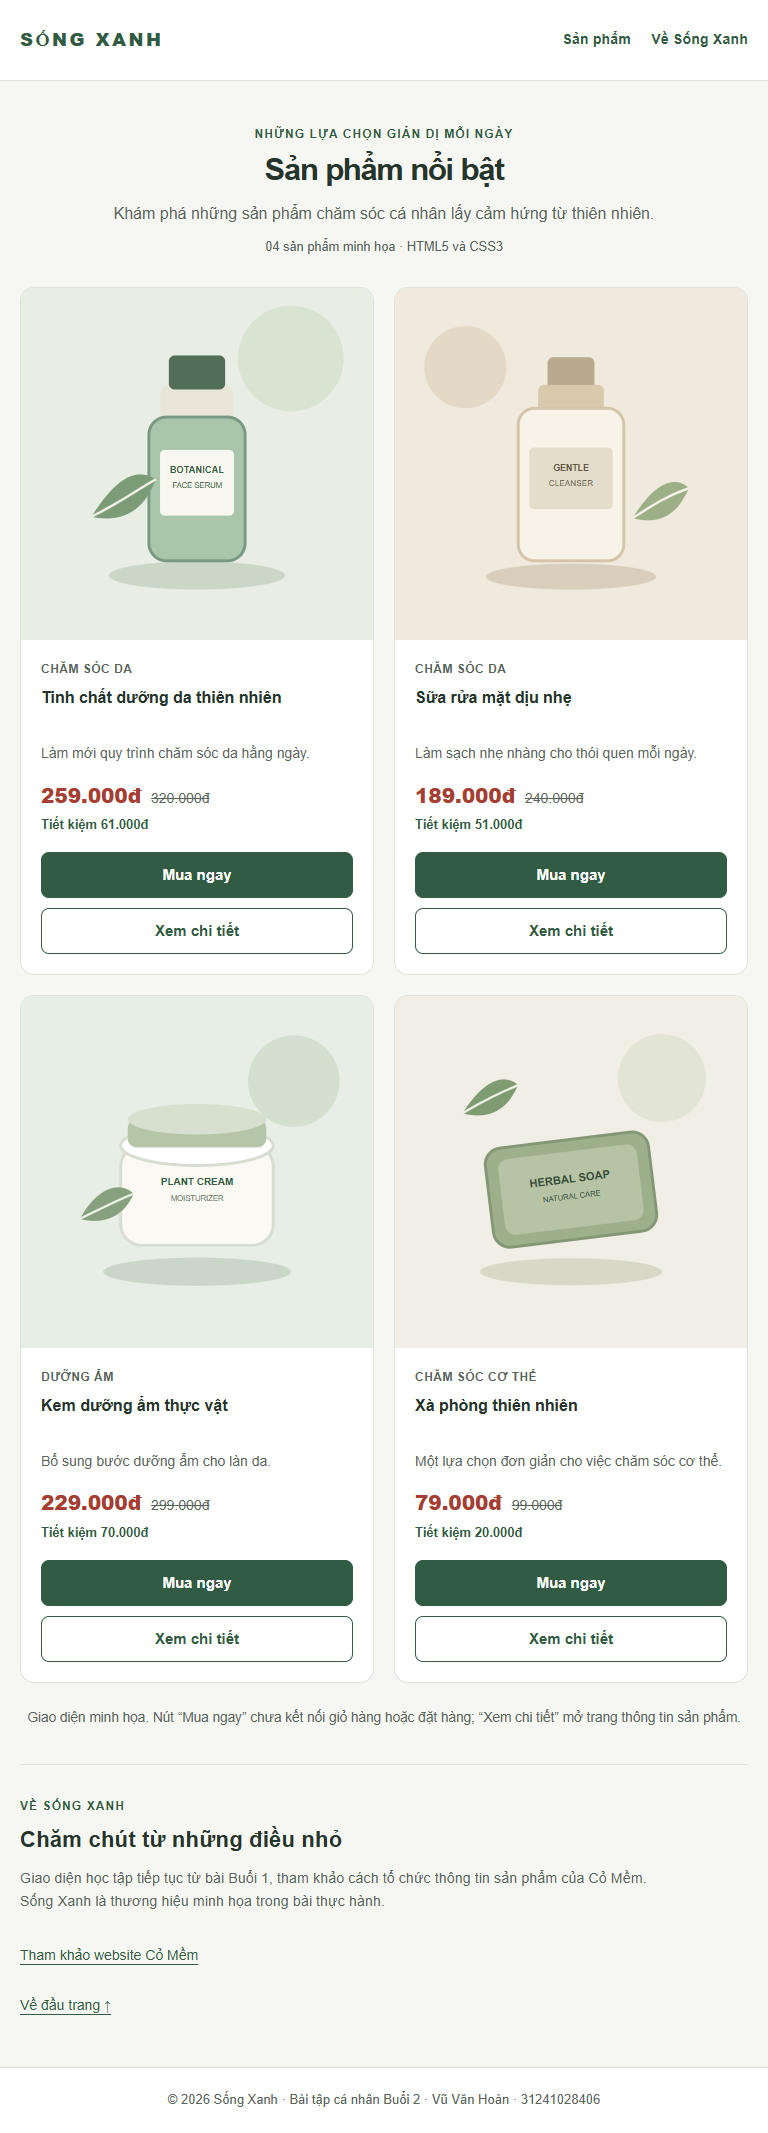 SỐNG XANH
Sản phẩm Về Sống Xanh
NHỮNG LỰA CHỌN GIẢN DỊ MỖI NGÀY
Sản phẩm nổi bật
Khám phá những sản phẩm chăm sóc cá nhân lấy cảm hứng từ thiên nhiên.
04 sản phẩm minh họa · HTML5 và CSS3
BOTANICAL
FACE SERUM
GENTLE
CLEANSER
CHĂM SÓC DA
Tinh chất dưỡng da thiên nhiên
Làm mới quy trình chăm sóc da hằng ngày.
259.000đ 320.000đ
Tiết kiệm 61.000đ
Mua ngay
Xem chi tiết
CHĂM SÓC DA
Sữa rửa mặt dịu nhẹ
Làm sạch nhẹ nhàng cho thói quen mỗi ngày.
189.000đ 240.000đ
Tiết kiệm 51.000đ
Mua ngay
Xem chi tiết
PLANT CREAM
MOISTURIZER
HERBAL SOAP
NATURAL CARE
DƯỠNG ẨM
Kem dưỡng ẩm thực vật
Bổ sung bước dưỡng ẩm cho làn da.
229.000đ 299.000đ
Tiết kiệm 70.000đ
Mua ngay
Xem chi tiết
CHĂM SÓC CƠ THỂ
Xà phòng thiên nhiên
Một lựa chọn đơn giản cho việc chăm sóc cơ thể.
79.000đ 99.000đ
Tiết kiệm 20.000đ
Mua ngay
Xem chi tiết
Giao diện minh họa. Nút “Mua ngay” chưa kết nối giỏ hàng hoặc đặt hàng; “Xem chi tiết” mở trang thông tin sản phẩm.
VỀ SỐNG XANH
Chăm chút từ những điều nhỏ
Giao diện học tập tiếp tục từ bài Buổi 1, tham khảo cách tổ chức thông tin sản phẩm của Cỏ Mềm.
Sống Xanh là thương hiệu minh họa trong bài thực hành.
Tham khảo website Cỏ Mềm
Về đầu trang ↑
© 2026 Sống Xanh · Bài tập cá nhân Buổi 2 · Vũ Văn Hoàn · 31241028406